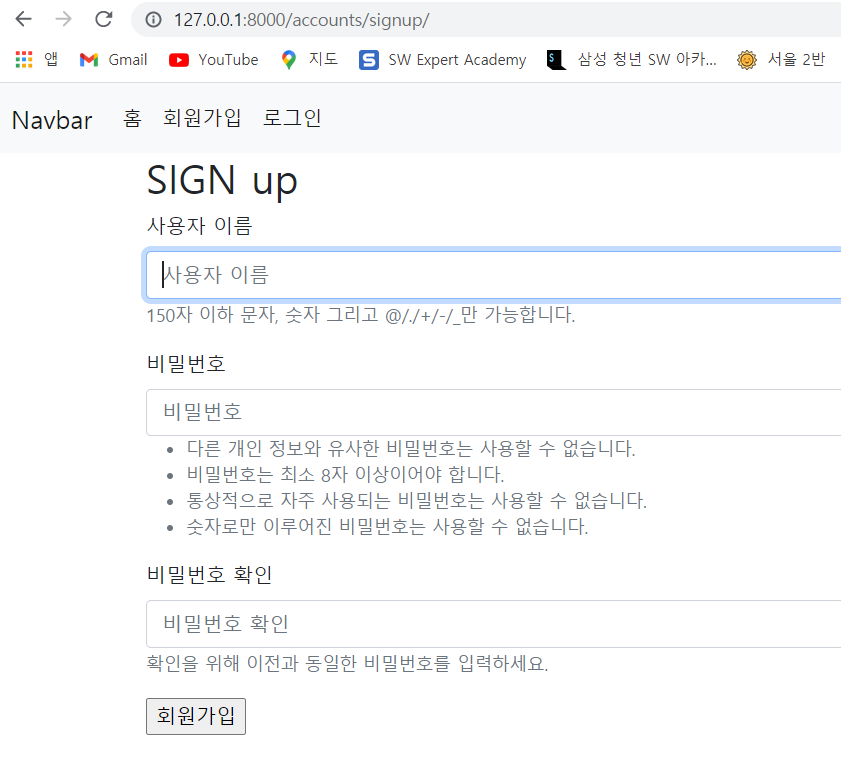 127.0.0.1:8000/accounts/signup/
앱 Gmail YouTube 지도 SW Expert Academy 삼성 청년 SW 아카... 서울 2반
Navbar 홈 회원가입 로그인
SIGN up
사용자 이름
사용자 이름
150자 이하 문자, 숫자 그리고 @/./+/-/_만 가능합니다.
비밀번호
비밀번호
다른 개인 정보와 유사한 비밀번호는 사용할 수 없습니다.
비밀번호는 최소 8자 이상이어야 합니다.
통상적으로 자주 사용되는 비밀번호는 사용할 수 없습니다.
숫자로만 이루어진 비밀번호는 사용할 수 없습니다.
비밀번호 확인
비밀번호 확인
확인을 위해 이전과 동일한 비밀번호를 입력하세요.
회원가입